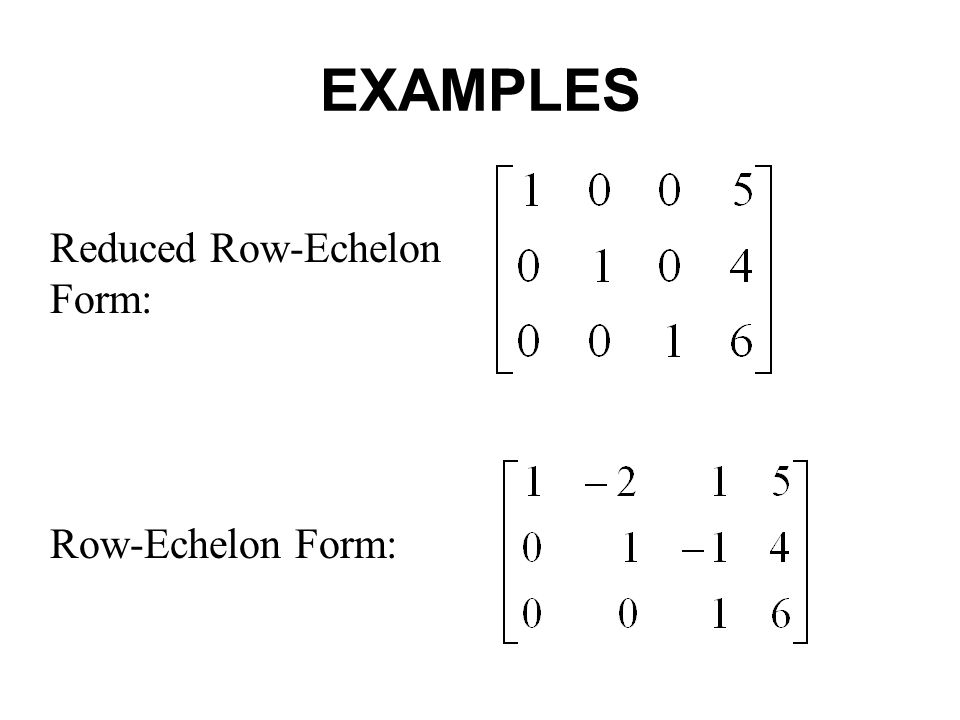 EXAMPLES
Reduced Row-Echelon
Form:
1 0 0 5
0 1 0 4
0 0 1 6
Row-Echelon Form:
1 −2 1 5
0 1 −1 4
0 0 1 6